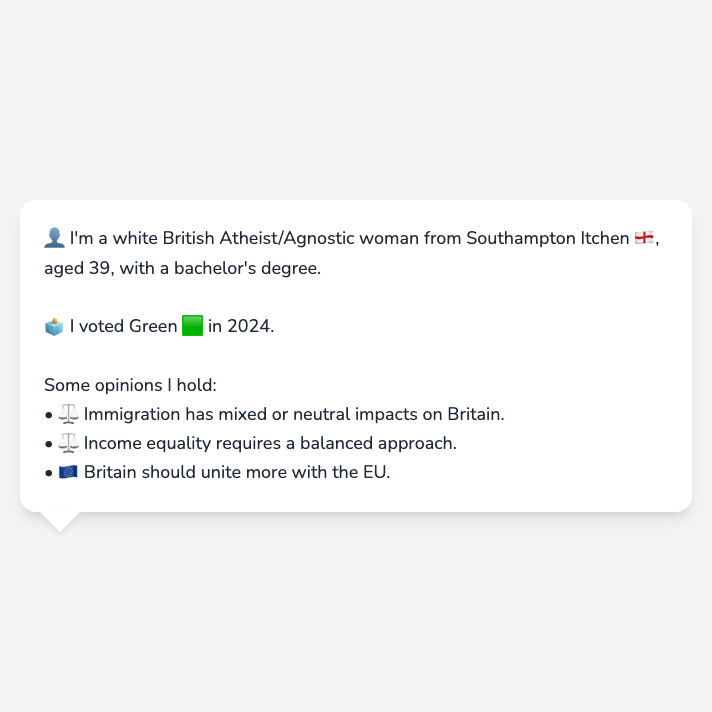 👤 I'm a white British Atheist/Agnostic woman from Southampton Itchen 🏴󠁧󠁢󠁥󠁮󠁧󠁿,
aged 39, with a bachelor's degree.
🗳️ I voted Green 🟩 in 2024.
Some opinions I hold:
• ⚖️ Immigration has mixed or neutral impacts on Britain.
• ⚖️ Income equality requires a balanced approach.
• 🇪🇺 Britain should unite more with the EU.